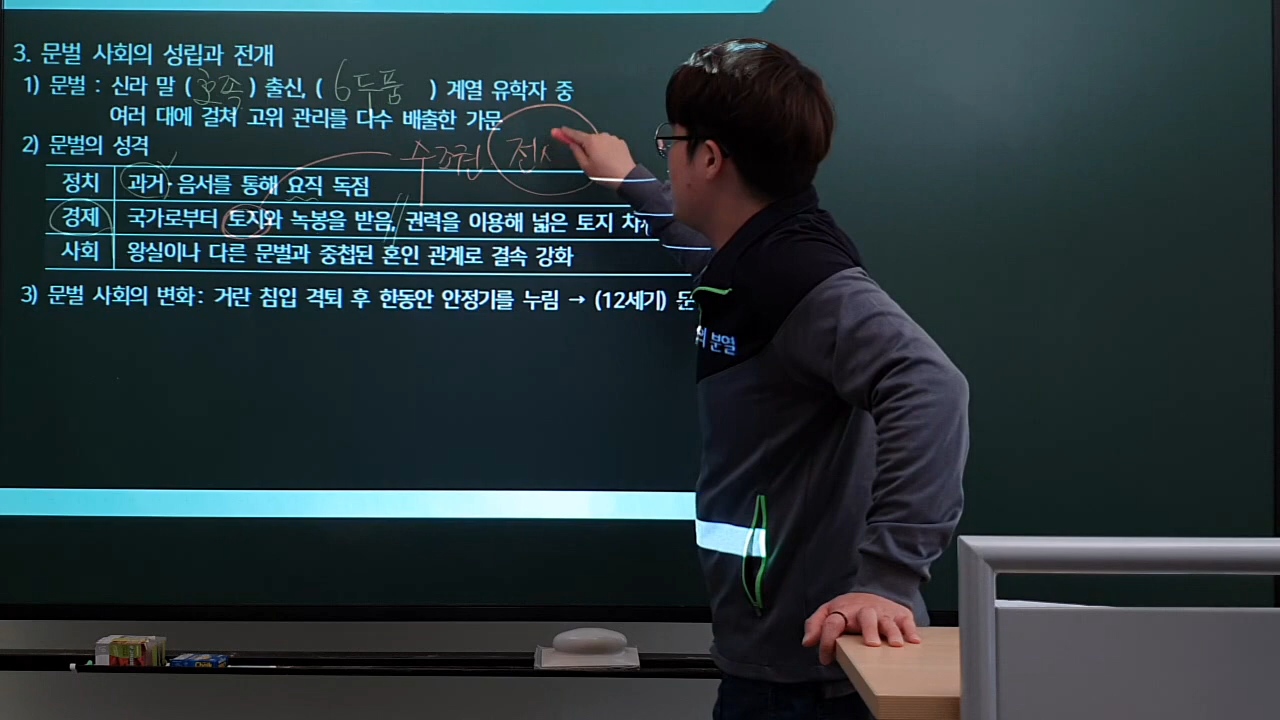 3. 문벌 사회의 성립과 전개
1) 문벌 : 신라 말 ( 호족 ) 출신, ( 6두품 ) 계열 유학자 중
여러 대에 걸쳐 고위 관리를 다수 배출한 가문
2) 문벌의 성격
수조권 전시
정치 과거·음서를 통해 요직 독점
경제 국가로부터 토지와 녹봉을 받음, 권력을 이용해 넓은 토지 차
사회 왕실이나 다른 문벌과 중첩된 혼인 관계로 결속 강화
3) 문벌 사회의 변화 : 거란 침입 격퇴 후 한동안 안정기를 누림 → (12세기) 문
의 분열